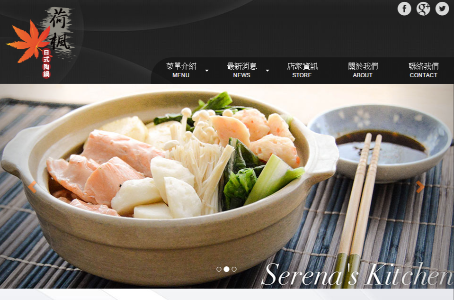 荷楓
日式陶鍋
菜單介紹
MENU
最新消息
NEWS
店家資訊
STORE
關於我們
ABOUT
聯絡我們
CONTACT
Serena's Kitchen